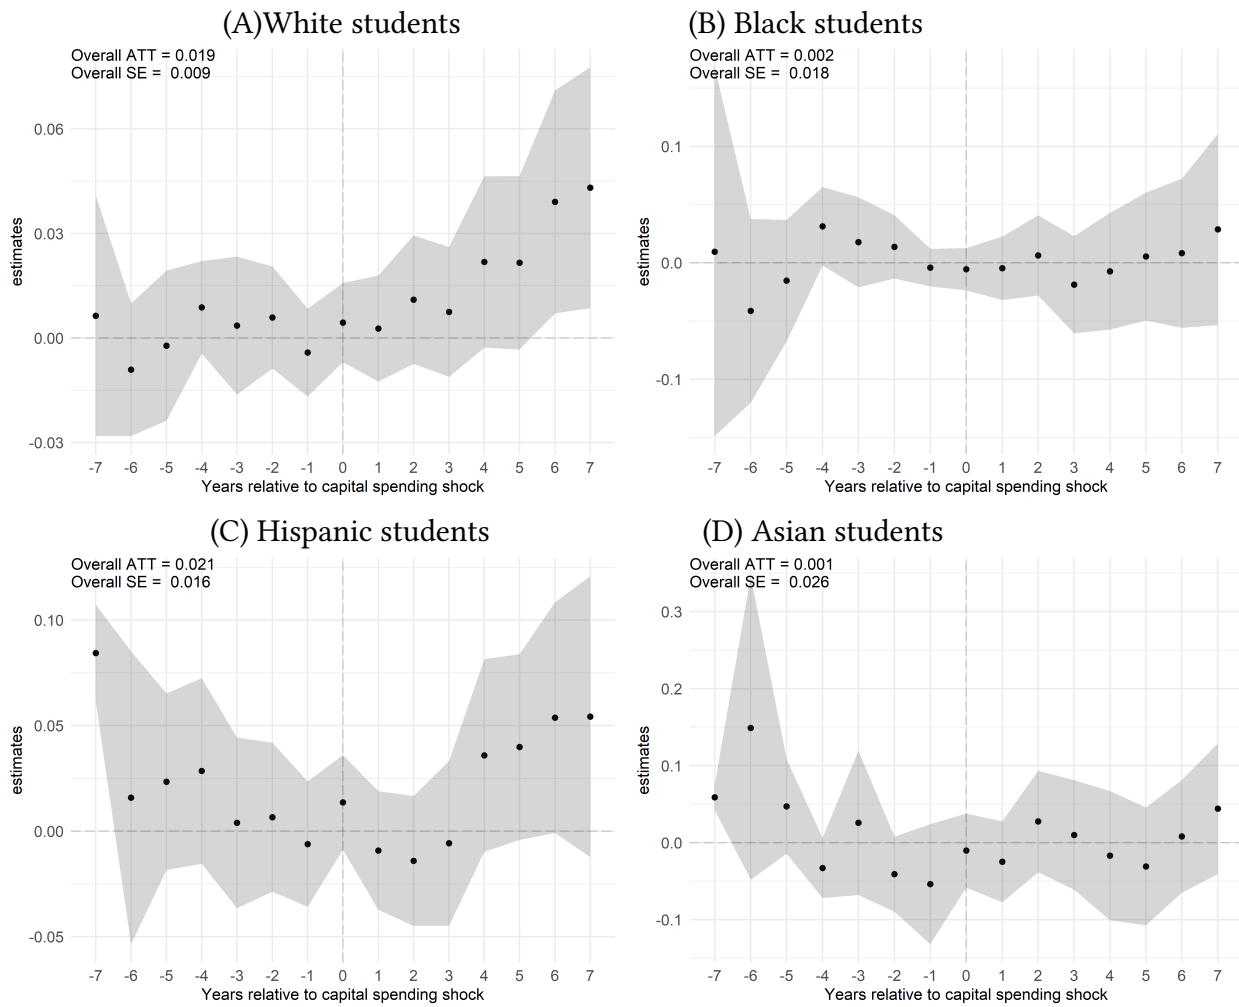 (A)White students
Overall ATT = 0.019
Overall SE =  0.009
0.06
0.03
0.00
-0.03
estimates
-7 -6 -5 -4 -3 -2 -1 0 1 2 3 4 5 6 7
Years relative to capital spending shock
(B) Black students
Overall ATT = 0.002
Overall SE =  0.018
0.1
0.0
-0.1
estimates
-7 -6 -5 -4 -3 -2 -1 0 1 2 3 4 5 6 7
Years relative to capital spending shock
(C) Hispanic students
Overall ATT = 0.021
Overall SE =  0.016
0.10
0.05
0.00
-0.05
estimates
-7 -6 -5 -4 -3 -2 -1 0 1 2 3 4 5 6 7
Years relative to capital spending shock
(D) Asian students
Overall ATT = 0.001
Overall SE =  0.026
0.3
0.2
0.1
0.0
-0.1
estimates
-7 -6 -5 -4 -3 -2 -1 0 1 2 3 4 5 6 7
Years relative to capital spending shock